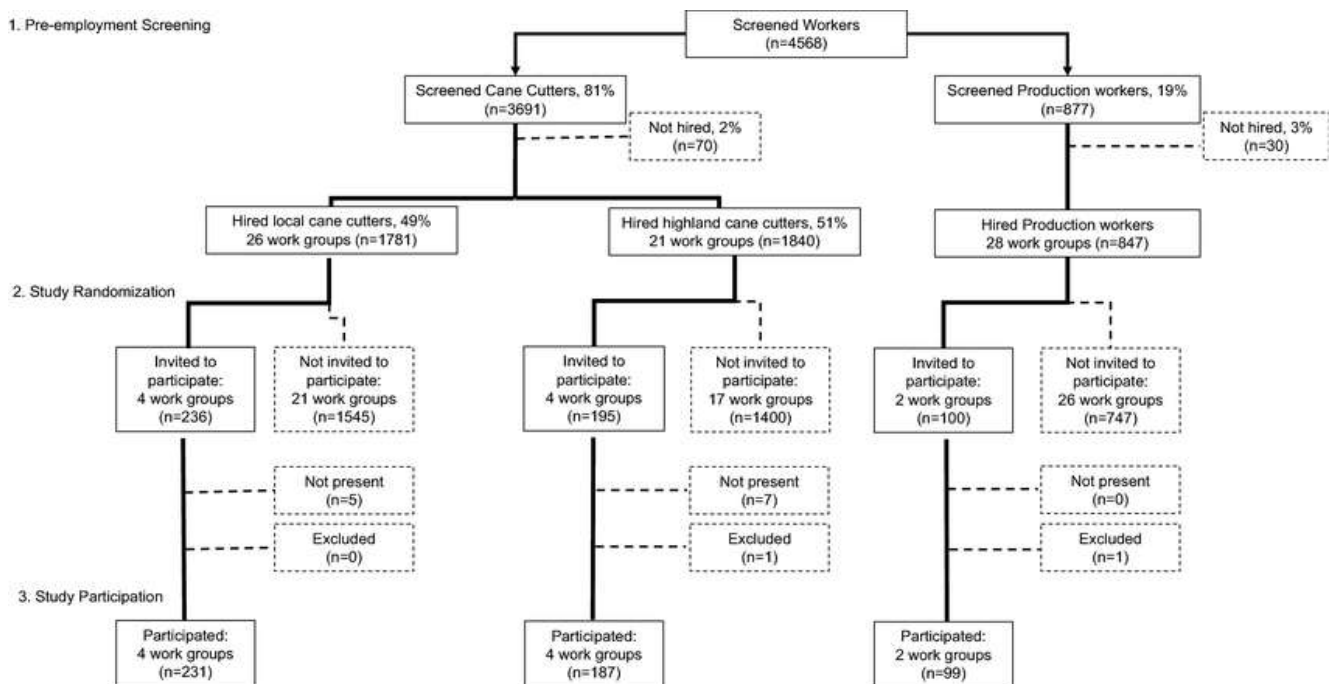 1. Pre-employment Screening
Screened Workers
(n=4568)
Screened Cane Cutters, 81%
(n=3691)
Screened Production workers, 19%
(n=877)
Not hired, 2%
(n=70)
Not hired, 3%
(n=30)
Hired local cane cutters, 49%
26 work groups (n=1781)
Hired highland cane cutters, 51%
21 work groups (n=1840)
Hired Production workers
28 work groups (n=847)
2. Study Randomization
Invited to
participate:
4 work groups
(n=236)
Not invited to
participate:
21 work groups
(n=1545)
Invited to
participate:
4 work groups
(n=195)
Not invited to
participate:
17 work groups
(n=1400)
Invited to
participate:
2 work groups
(n=100)
Not invited to
participate:
26 work groups
(n=747)
Not present
(n=5)
Not present
(n=7)
Not present
(n=0)
Excluded
(n=0)
Excluded
(n=1)
Excluded
(n=1)
3. Study Participation
Participated:
4 work groups
(n=231)
Participated:
4 work groups
(n=187)
Participated:
2 work groups
(n=99)